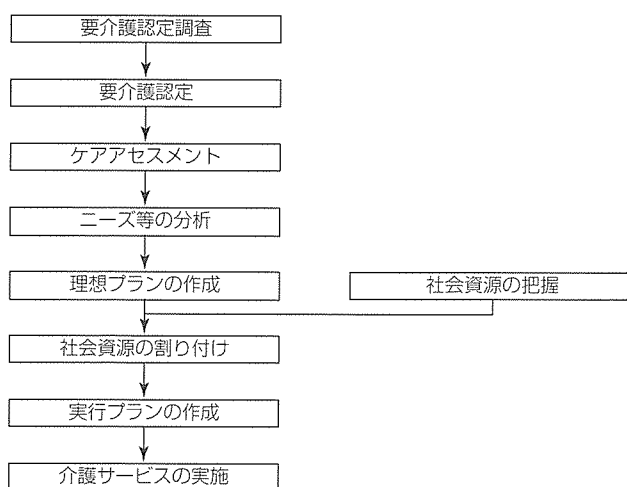 要介護認定調査
要介護認定
ケアアセスメント
ニーズ等の分析
理想プランの作成
社会資源の把握
社会資源の割り付け
実行プランの作成
介護サービスの実施